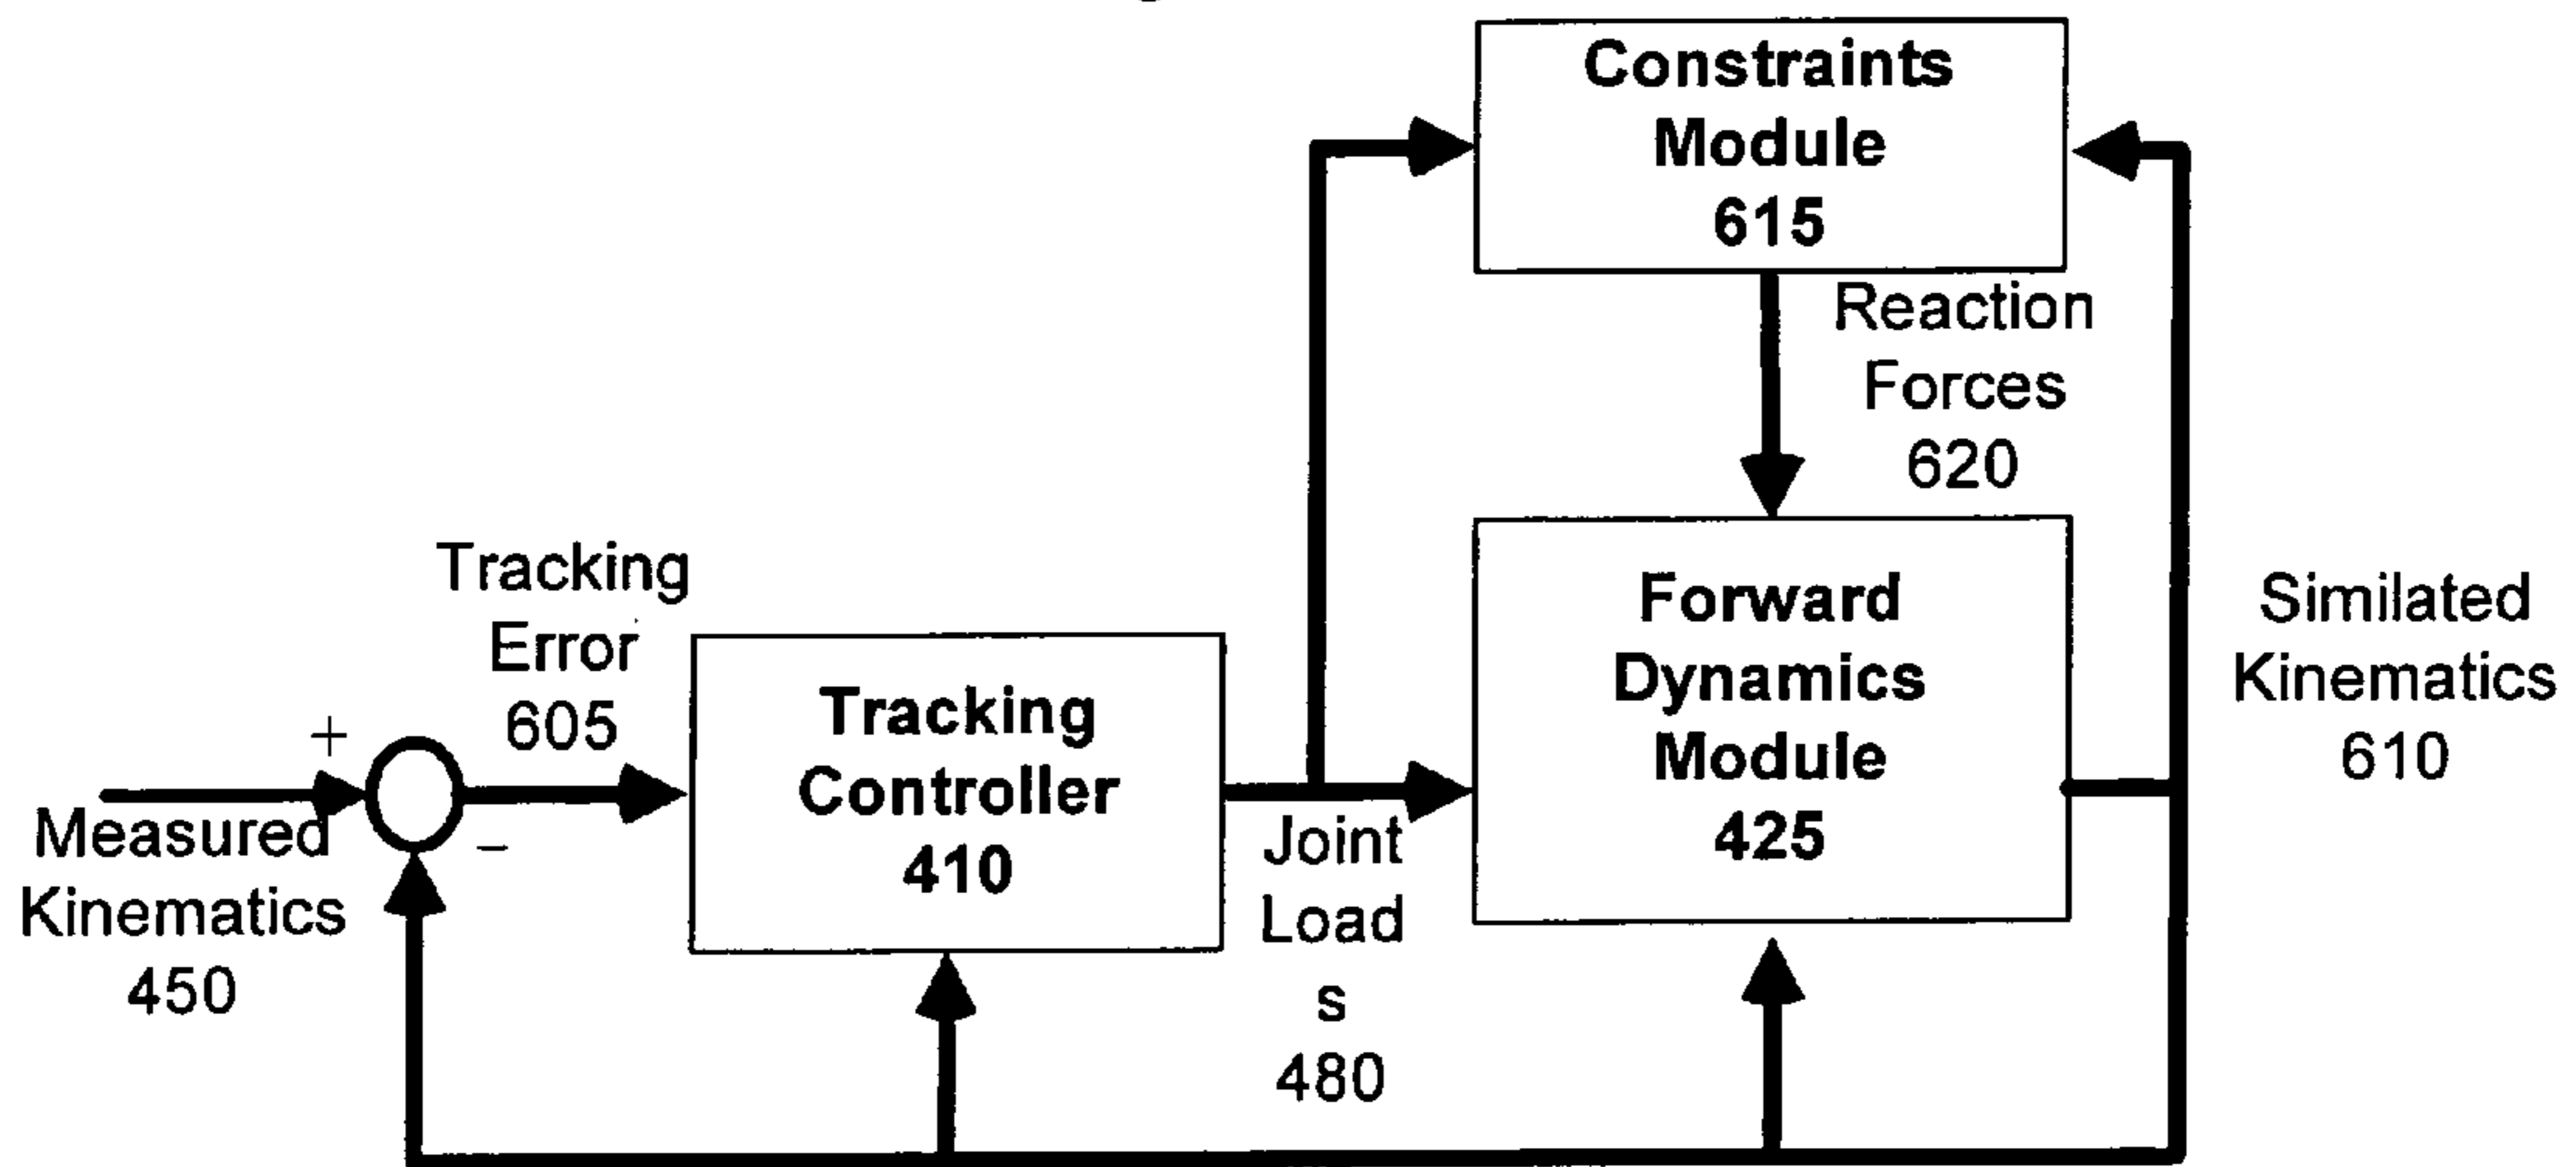 Constraints
Module
615
Reaction
Forces
620
Tracking
Error
605
+
Measured
Kinematics
450
−
Tracking
Controller
410
Joint
Load
s
480
Forward
Dynamics
Module
425
Similated
Kinematics
610